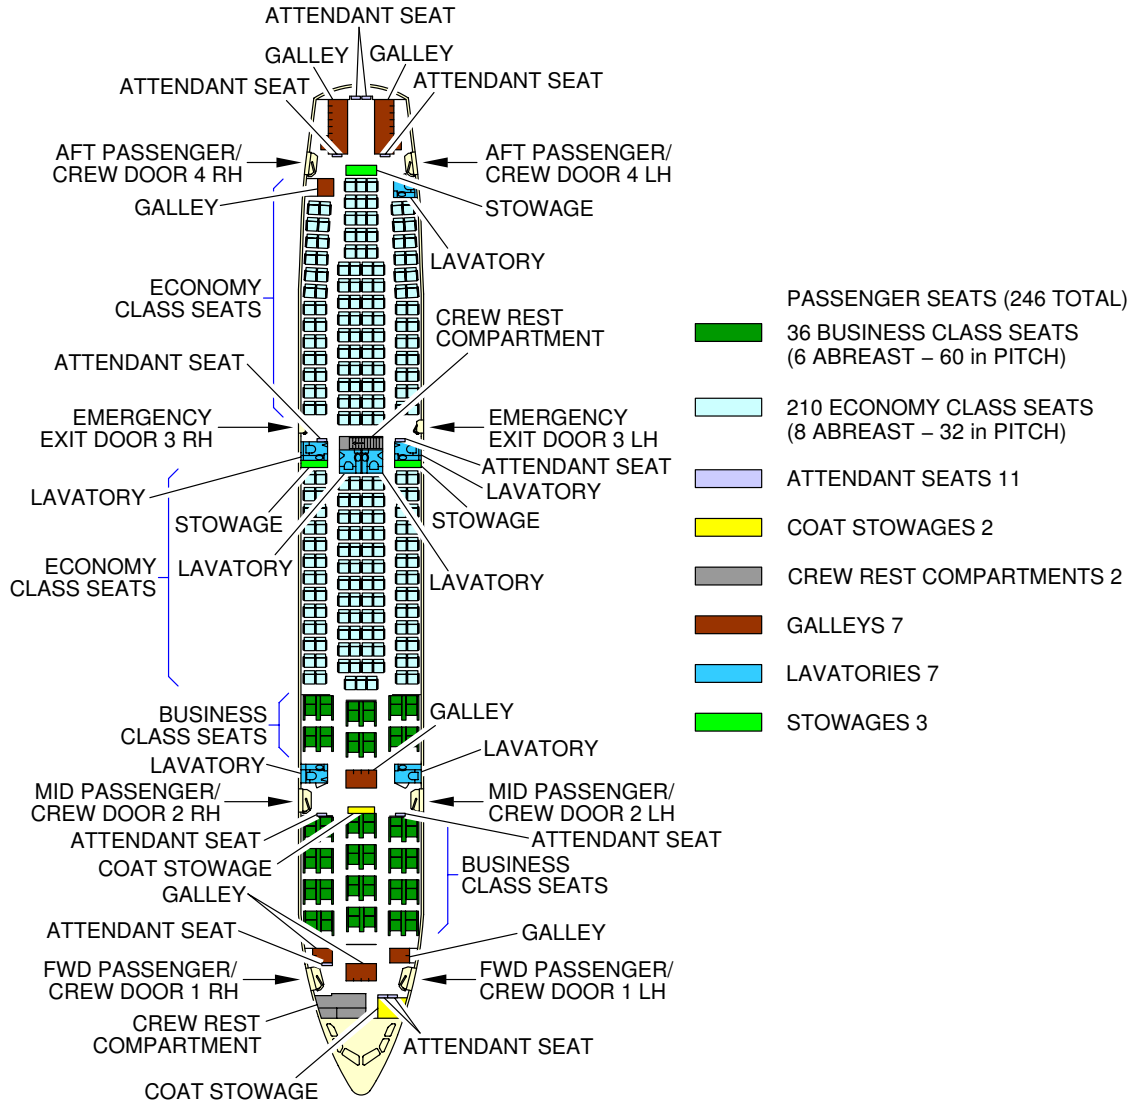 ATTENDANT SEAT
GALLEY
GALLEY
ATTENDANT SEAT
ATTENDANT SEAT
AFT PASSENGER/
CREW DOOR 4 RH
AFT PASSENGER/
CREW DOOR 4 LH
GALLEY
STOWAGE
LAVATORY
ECONOMY
CLASS SEATS
CREW REST
COMPARTMENT
ATTENDANT SEAT
EMERGENCY
EXIT DOOR 3 RH
EMERGENCY
EXIT DOOR 3 LH
ATTENDANT SEAT
LAVATORY
LAVATORY
STOWAGE
STOWAGE
ECONOMY
CLASS SEATS
LAVATORY
LAVATORY
BUSINESS
CLASS SEATS
GALLEY
LAVATORY
LAVATORY
MID PASSENGER/
CREW DOOR 2 RH
MID PASSENGER/
CREW DOOR 2 LH
ATTENDANT SEAT
ATTENDANT SEAT
COAT STOWAGE
BUSINESS
CLASS SEATS
GALLEY
ATTENDANT SEAT
GALLEY
FWD PASSENGER/
CREW DOOR 1 RH
FWD PASSENGER/
CREW DOOR 1 LH
CREW REST
COMPARTMENT
ATTENDANT SEAT
COAT STOWAGE
PASSENGER SEATS (246 TOTAL)
36 BUSINESS CLASS SEATS
(6 ABREAST – 60 in PITCH)
210 ECONOMY CLASS SEATS
(8 ABREAST – 32 in PITCH)
ATTENDANT SEATS 11
COAT STOWAGES 2
CREW REST COMPARTMENTS 2
GALLEYS 7
LAVATORIES 7
STOWAGES 3